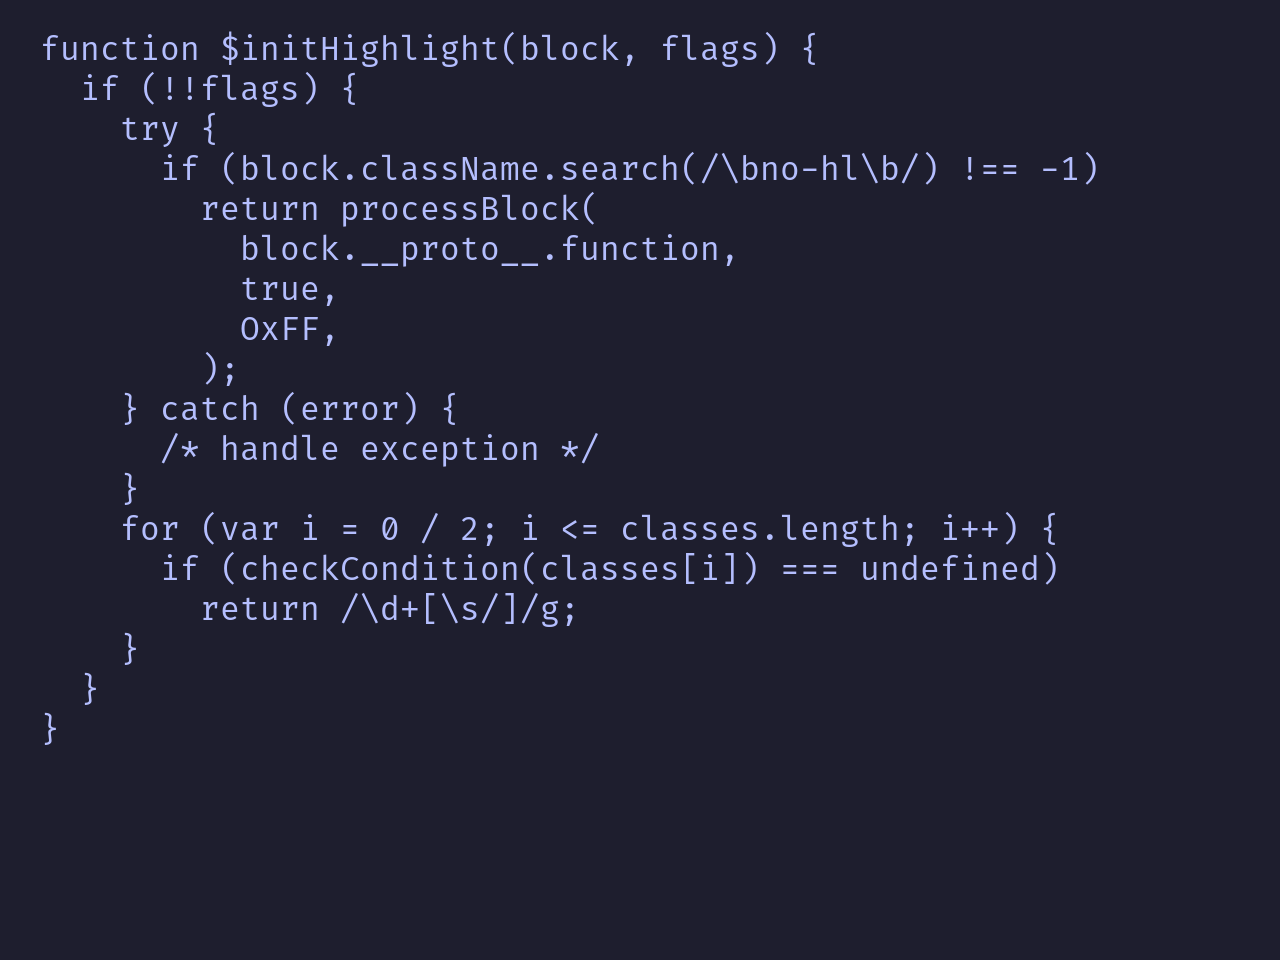 function $initHighlight(block, flags) {
  if (!!flags) {
    try {
      if (block.className.search(/\bno-hl\b/) !== -1)
        return processBlock(
          block.__proto__.function,
          true,
          OxFF,
        );
    } catch (error) {
      /* handle exception */
    }
    for (var i = 0 / 2; i <= classes.length; i++) {
      if (checkCondition(classes[i]) === undefined)
        return /\d+[\s/]/g;
    }
  }
}